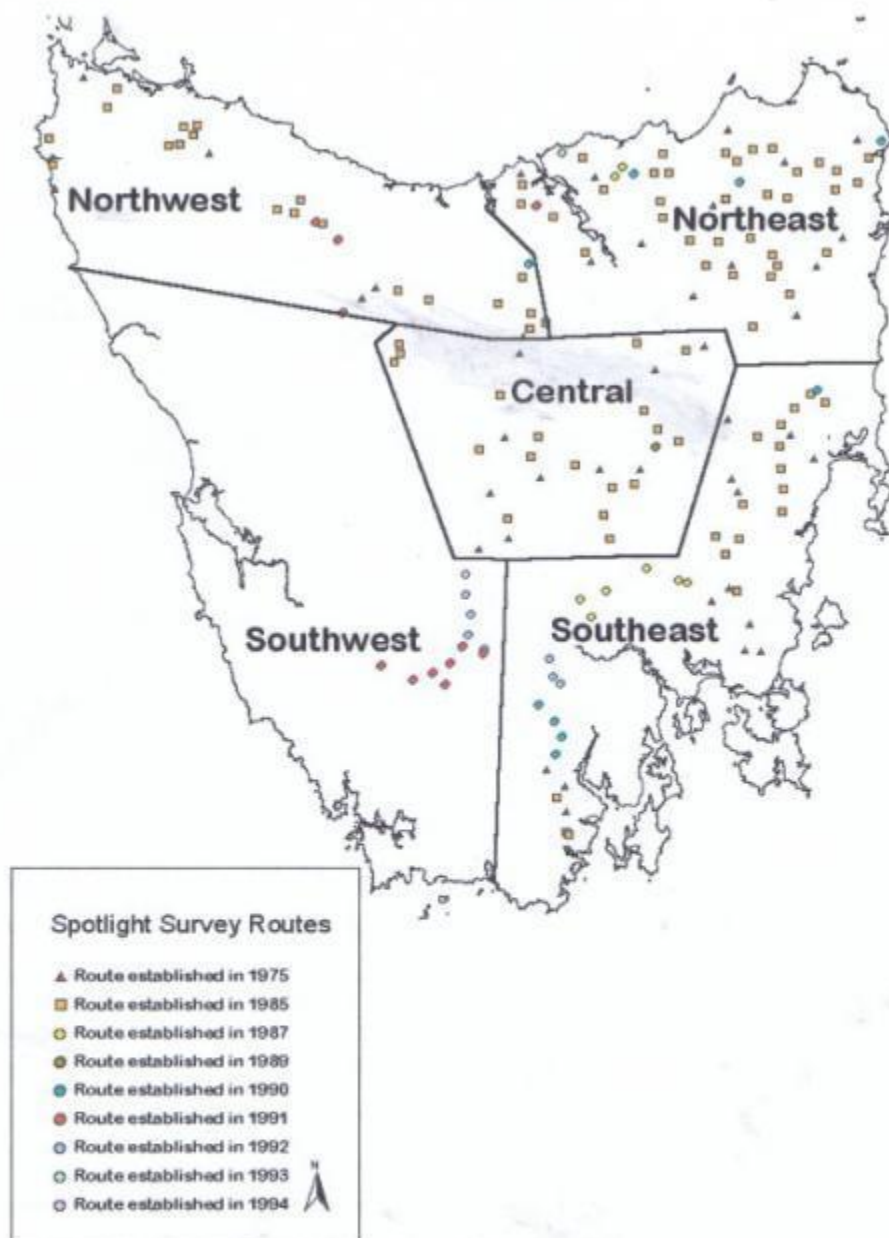 Northwest
Northeast
Central
Southwest
Southeast
Spotlight Survey Routes
Route established in 1975
Route established in 1985
Route established in 1987
Route established in 1989
Route established in 1990
Route established in 1991
Route established in 1992
Route established in 1993
Route established in 1994
N